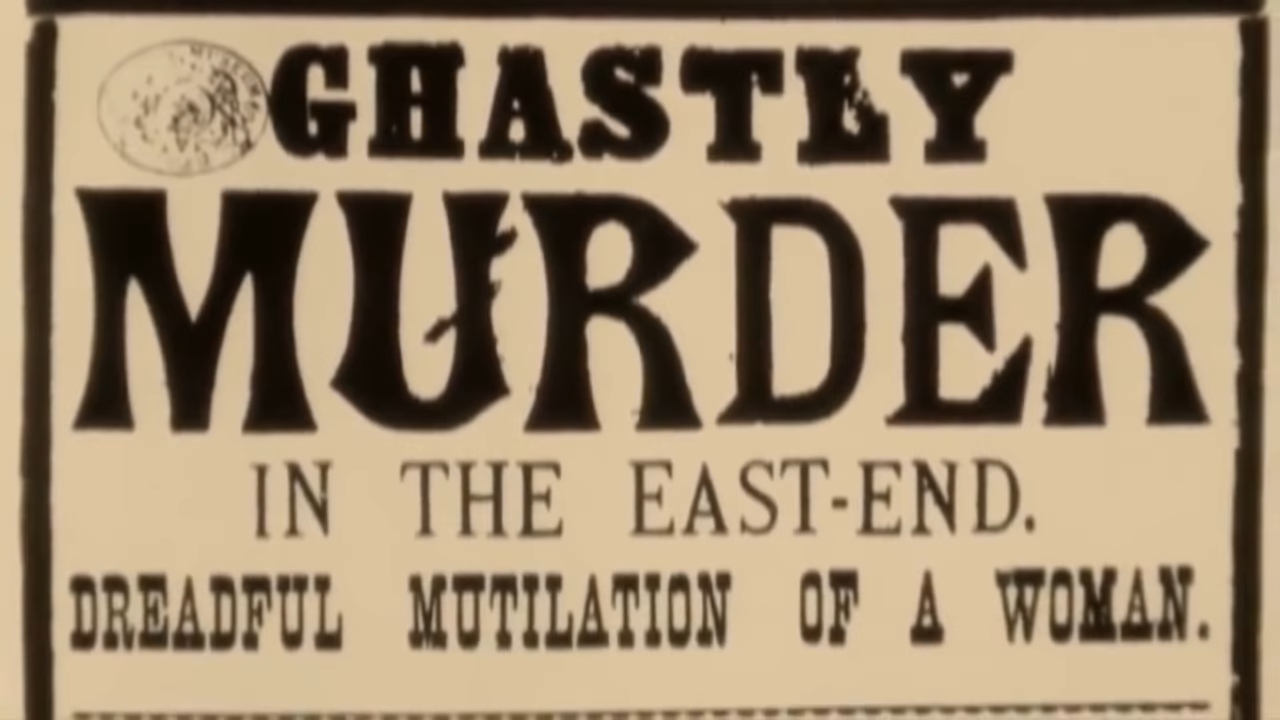 GHASTLY
MURDER
IN THE EAST-END.
DREADFUL MUTILATION OF A WOMAN.